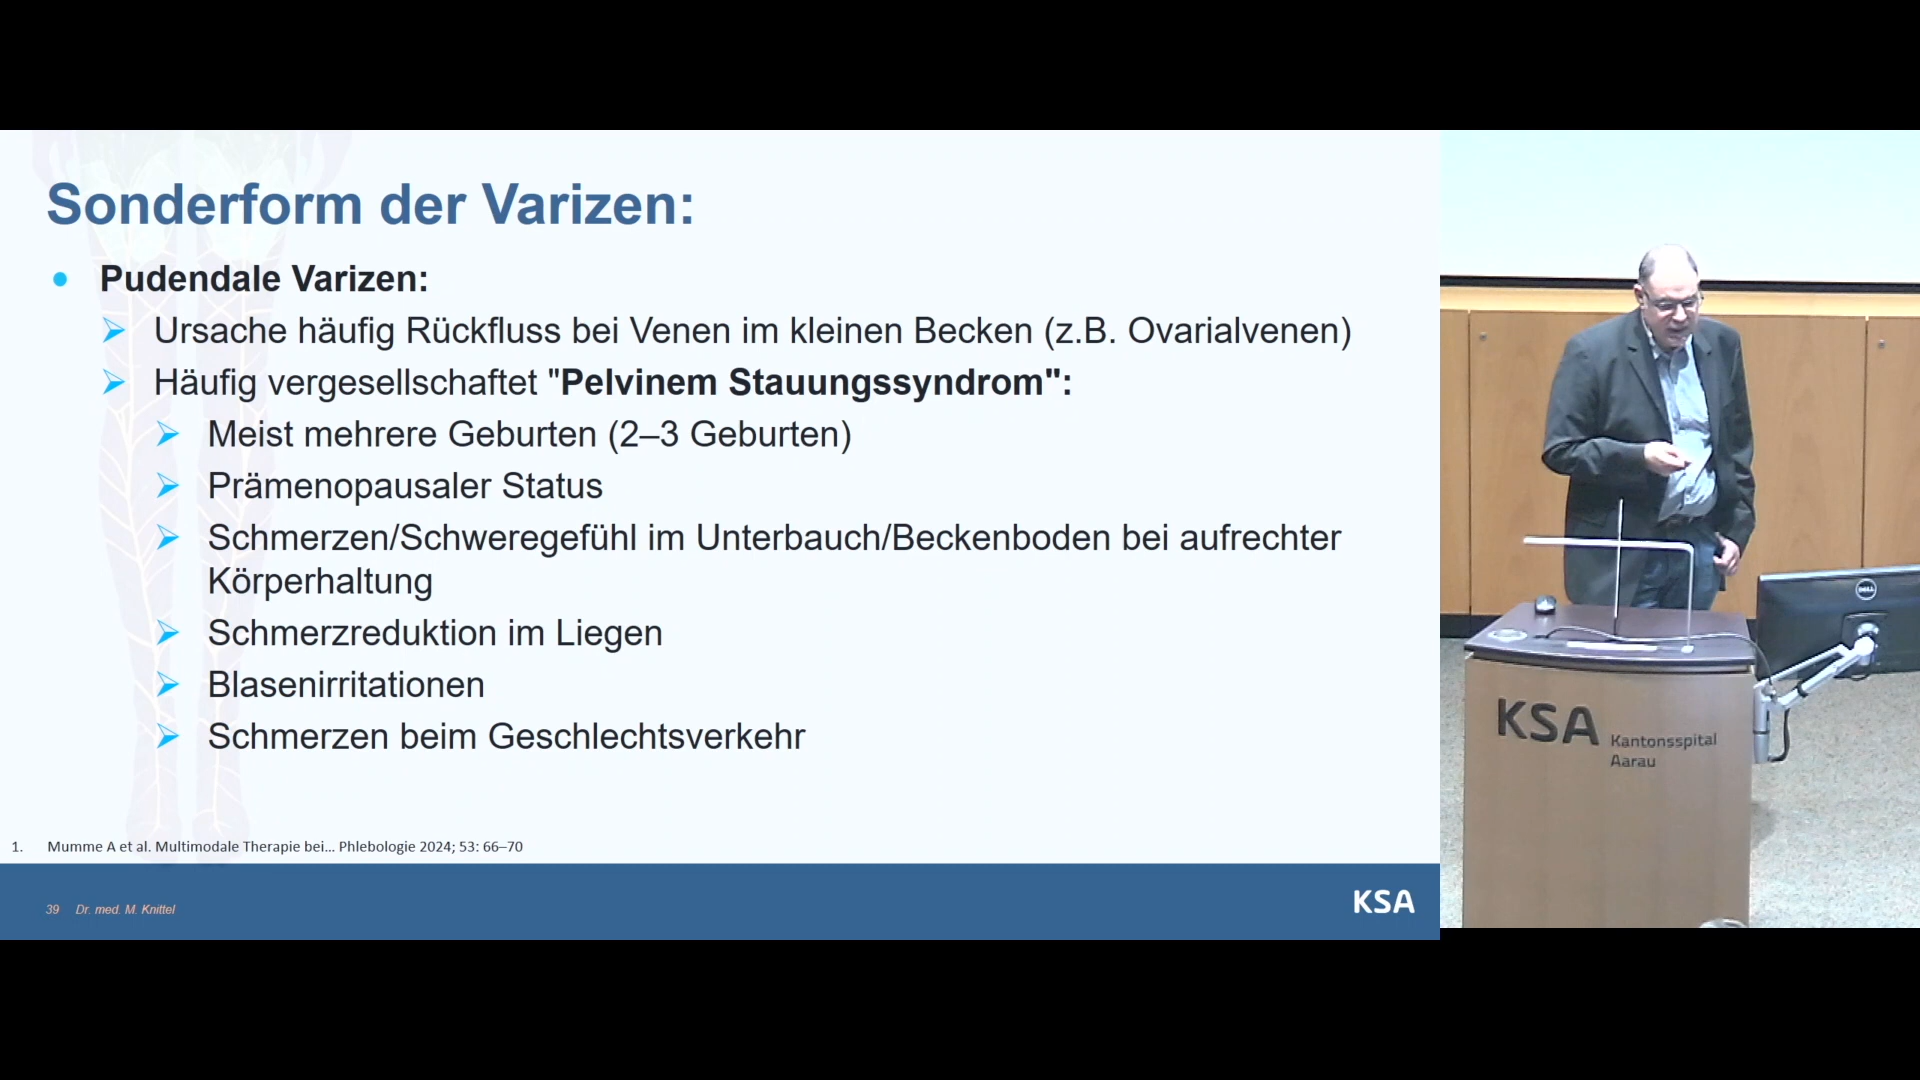 Sonderform der Varizen:
Pudendale Varizen:
Ursache häufig Rückfluss bei Venen im kleinen Becken (z.B. Ovarialvenen)
Häufig vergesellschaftet "Pelvinem Stauungssyndrom":
Meist mehrere Geburten (2–3 Geburten)
Prämenopausaler Status
Schmerzen/Schweregefühl im Unterbauch/Beckenboden bei aufrechter
Körperhaltung
Schmerzreduktion im Liegen
Blasenirritationen
Schmerzen beim Geschlechtsverkehr
1. Mumme A et al. Multimodale Therapie bei... Phlebologie 2024; 53: 66–70
39 Dr. med. M. Knittel
KSA
DELL
KSA Kantonsspital
Aarau